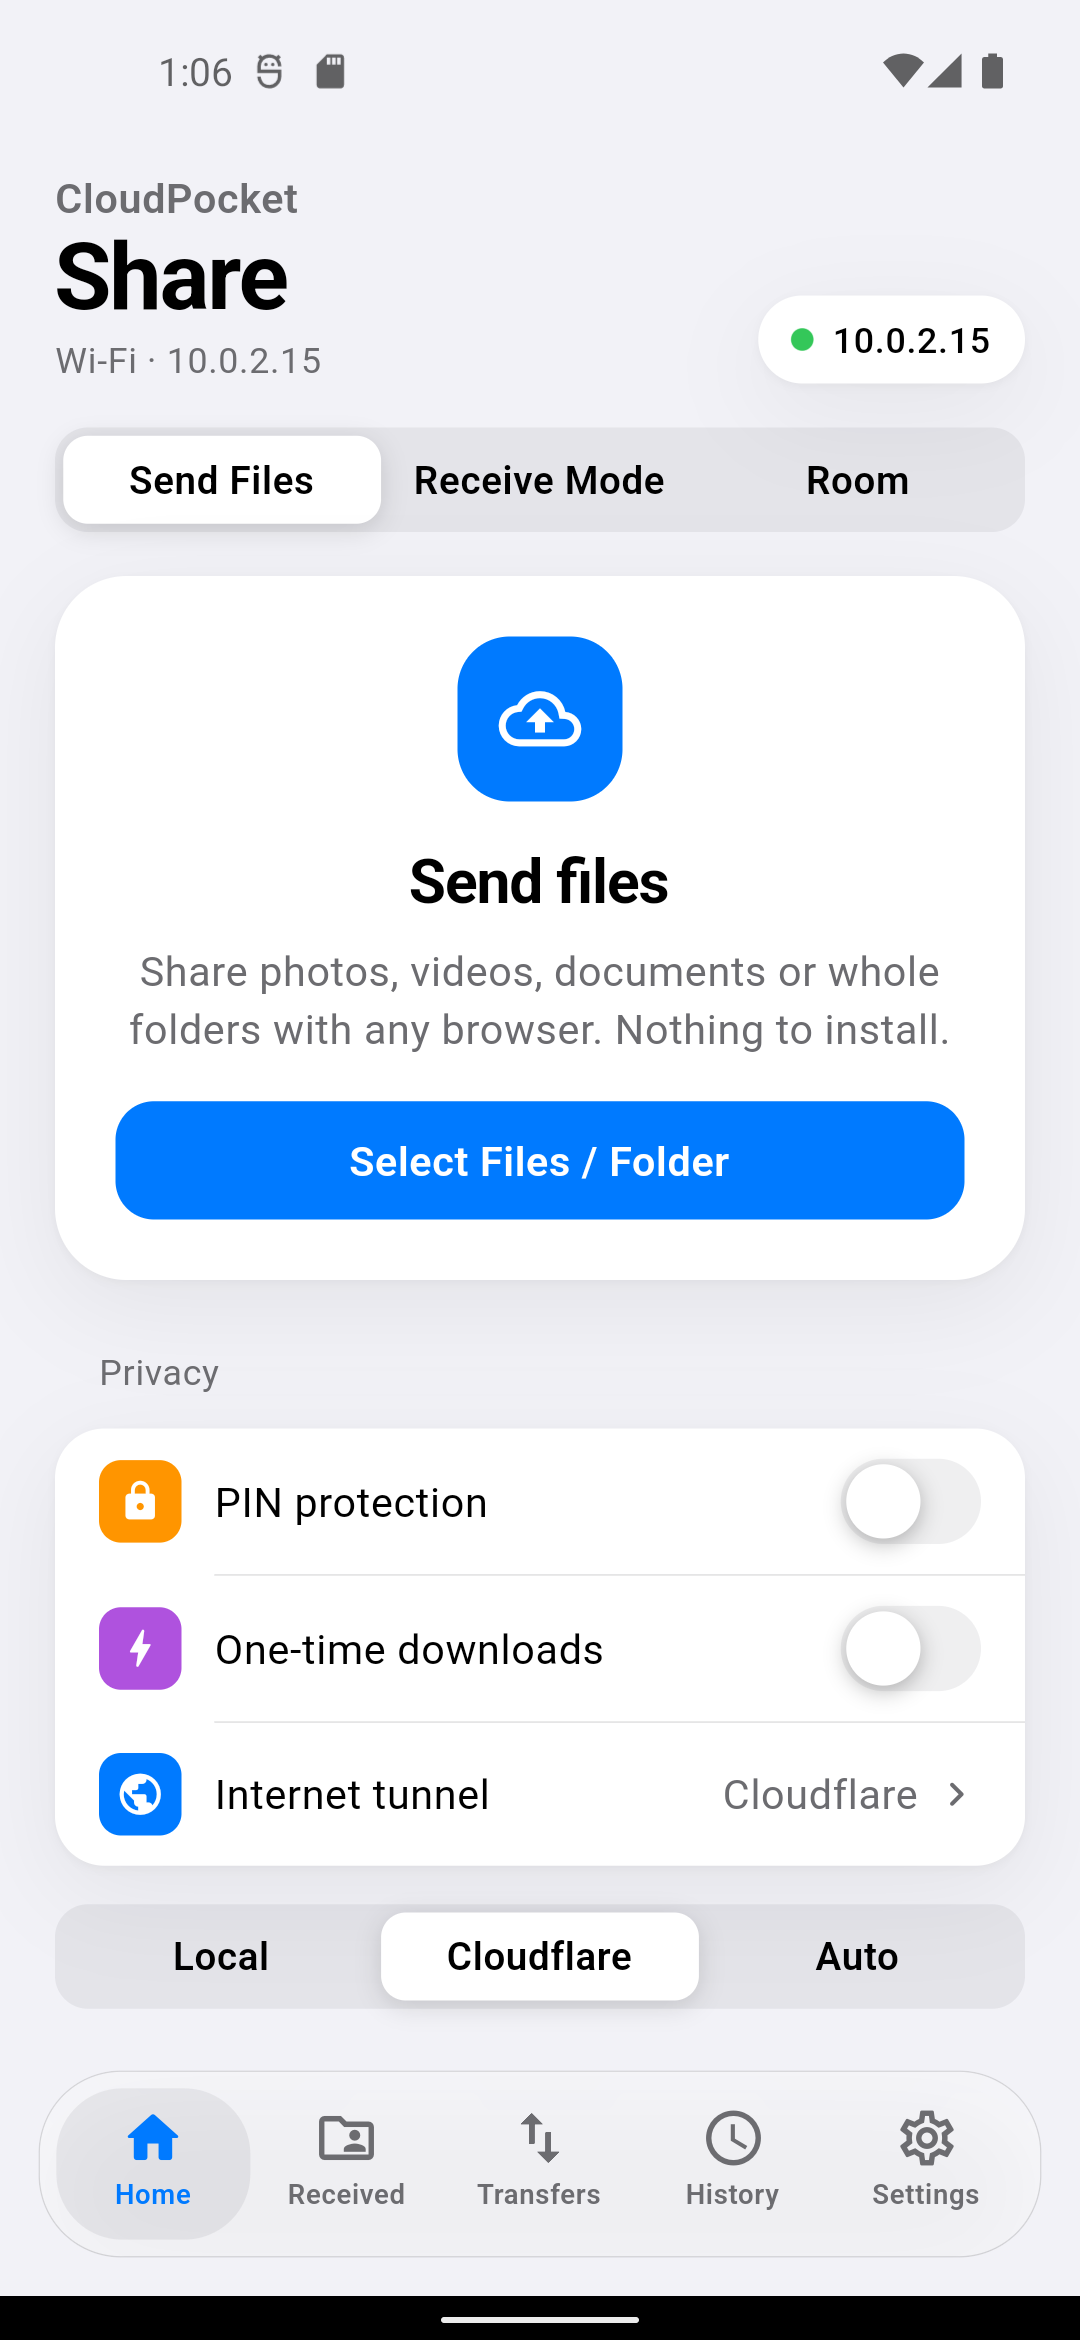 1:06
CloudPocket
Share
Wi-Fi · 10.0.2.15
10.0.2.15
Send Files
Receive Mode
Room
Send files
Share photos, videos, documents or whole
folders with any browser. Nothing to install.
Select Files / Folder
Privacy
PIN protection
One-time downloads
Internet tunnel
Cloudflare
Local
Cloudflare
Auto
Home
Received
Transfers
History
Settings